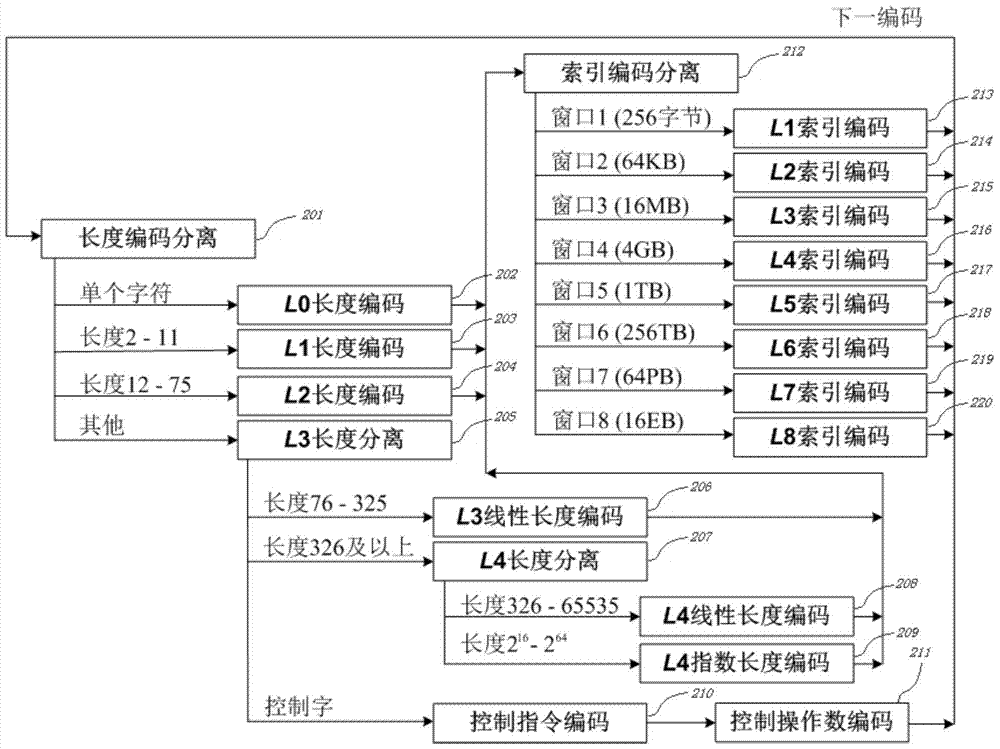 下一编码
索引编码分离
212
窗口1 (256字节)
L1索引编码
213
窗口2 (64KB)
L2索引编码
214
窗口3 (16MB)
L3索引编码
215
窗口4 (4GB)
L4索引编码
216
窗口5 (1TB)
L5索引编码
217
窗口6 (256TB)
L6索引编码
218
窗口7 (64PB)
L7索引编码
219
窗口8 (16EB)
L8索引编码
220
长度编码分离
201
单个字符
L0长度编码
202
长度2 - 11
L1长度编码
203
长度12 - 75
L2长度编码
204
其他
L3长度分离
205
长度76 - 325
L3线性长度编码
206
长度326及以上
L4长度分离
207
长度326 - 65535
L4线性长度编码
208
长度2^16 - 2^64
L4指数长度编码
209
控制字
控制指令编码
210
控制操作数编码
211